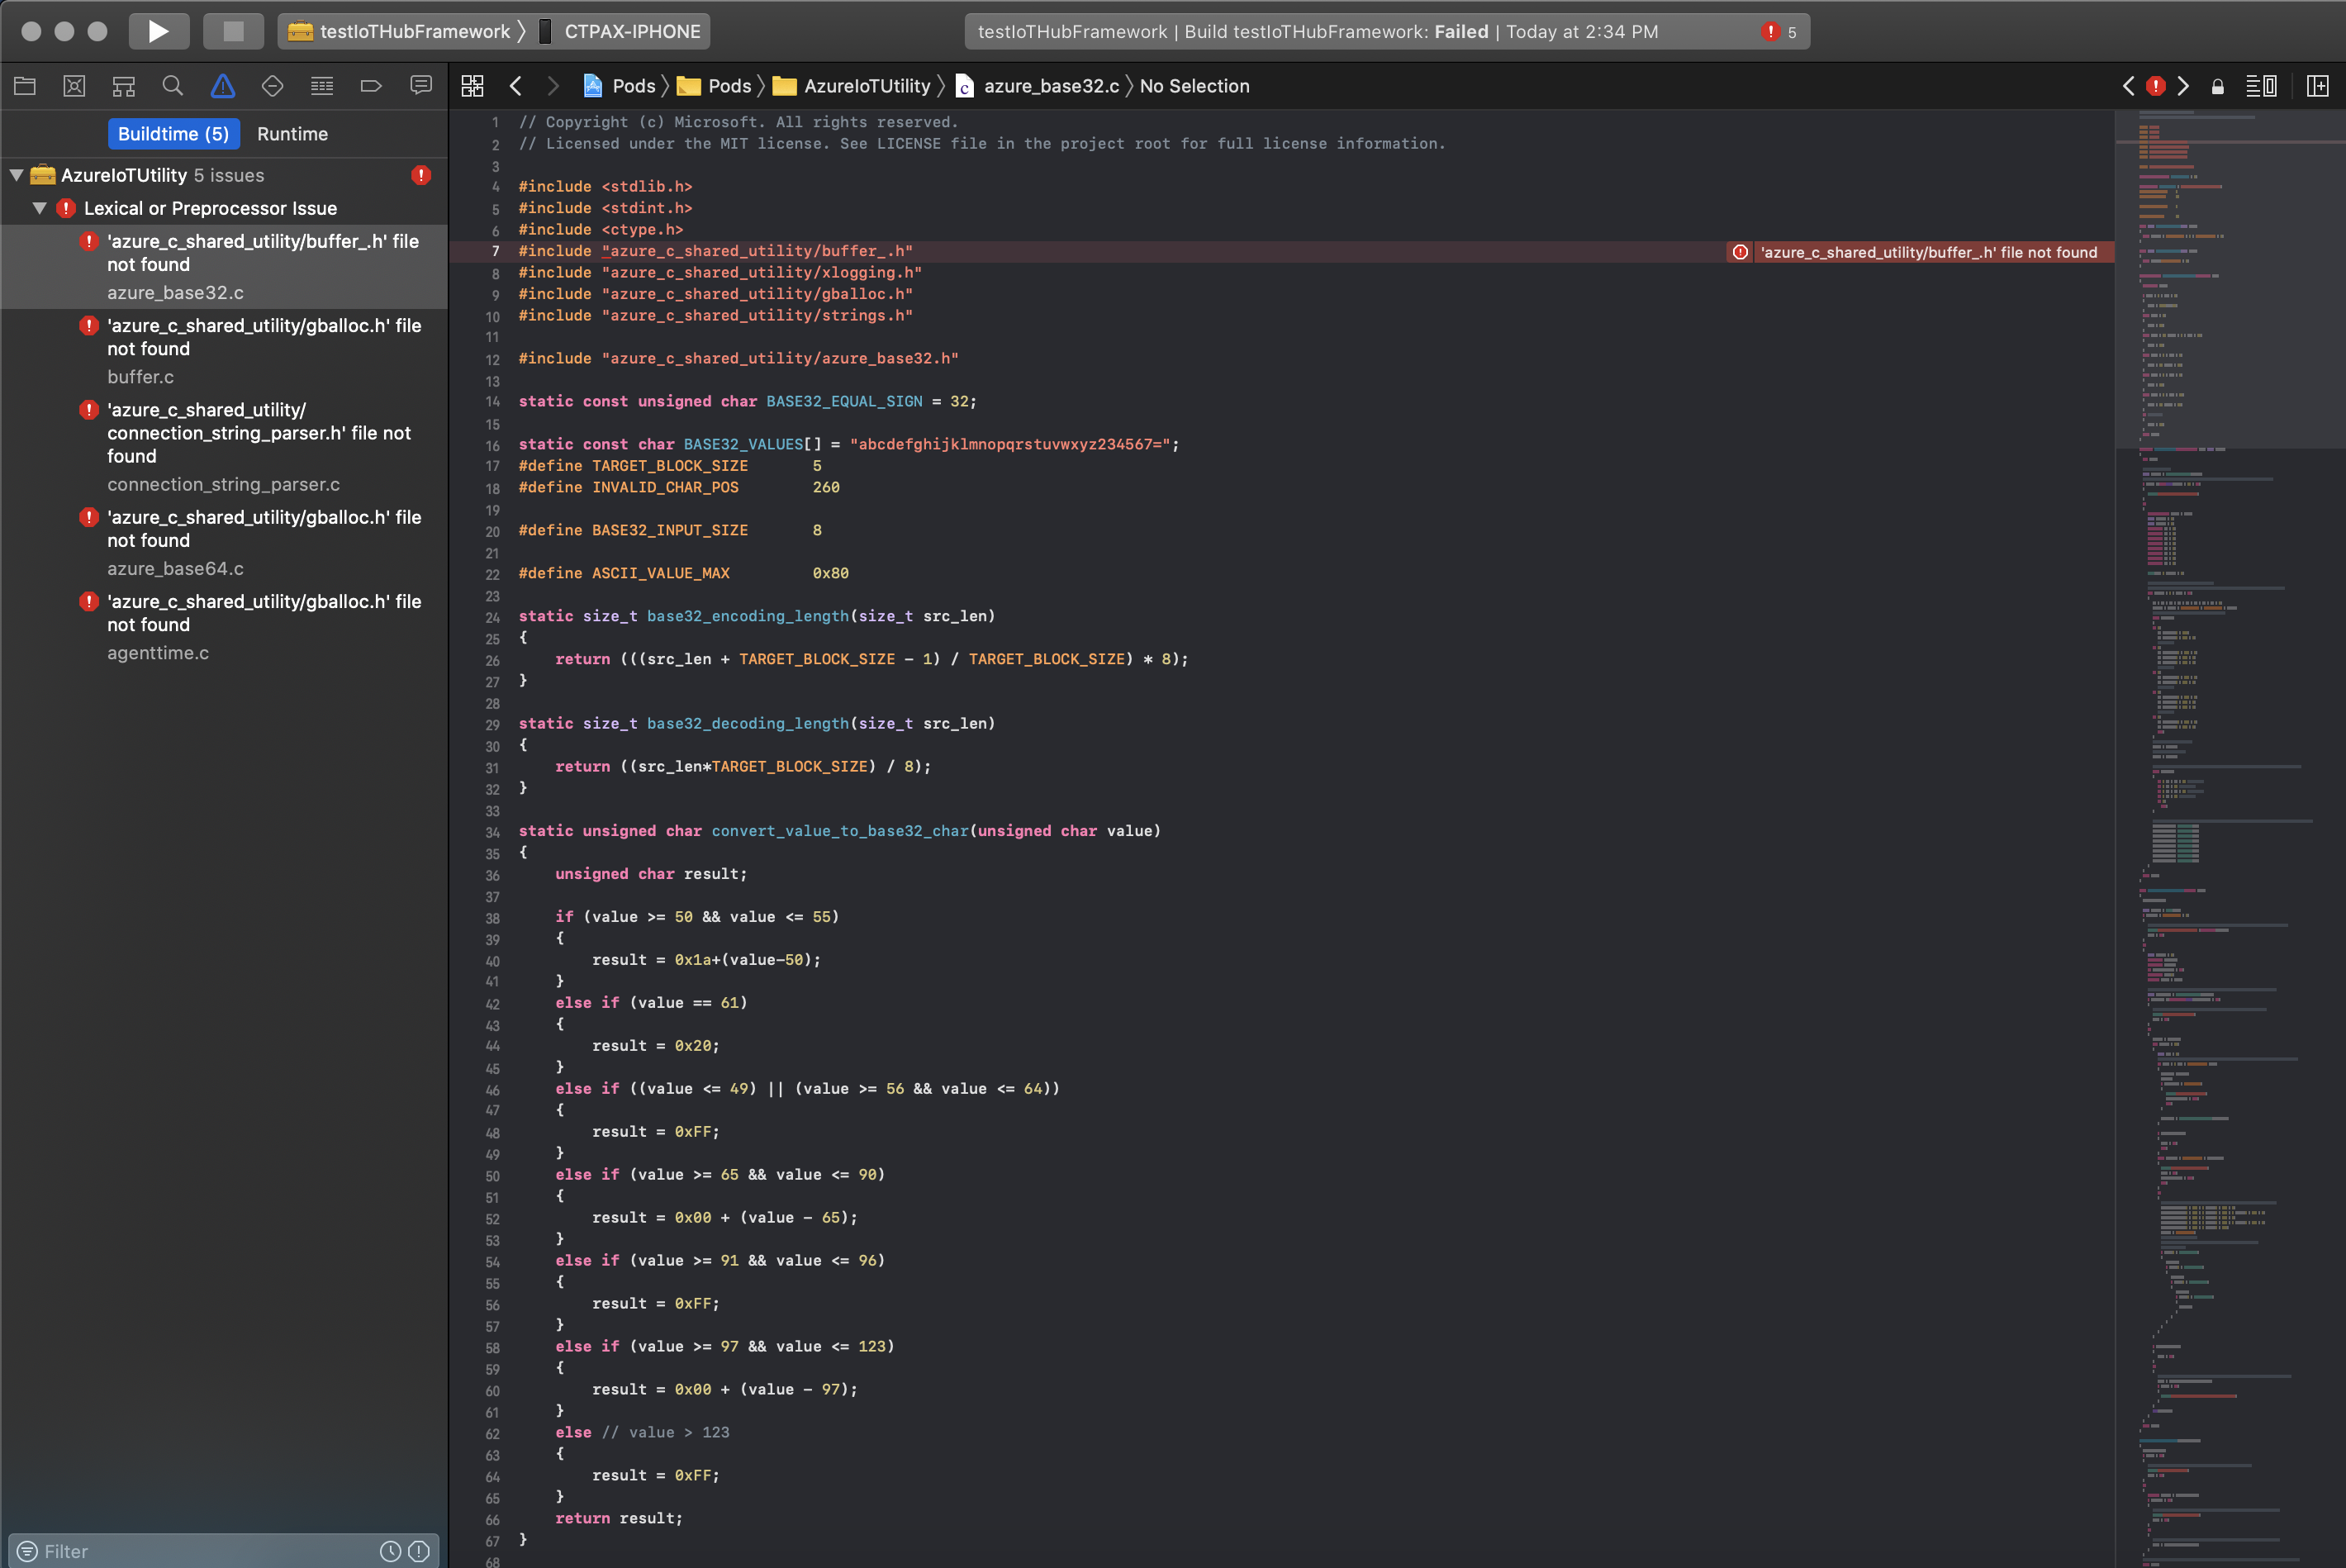 testIoTHubFramework 〉 CTPAX-IPHONE
testIoTHubFramework | Build testIoTHubFramework: Failed | Today at 2:34 PM 5
Pods 〉 Pods 〉 AzureIoTUtility 〉 azure_base32.c 〉 No Selection
Buildtime (5) Runtime
AzureIoTUtility 5 issues
Lexical or Preprocessor Issue
'azure_c_shared_utility/buffer_.h' file
not found
azure_base32.c
'azure_c_shared_utility/gballoc.h' file
not found
buffer.c
'azure_c_shared_utility/
connection_string_parser.h' file not
found
connection_string_parser.c
'azure_c_shared_utility/gballoc.h' file
not found
azure_base64.c
'azure_c_shared_utility/gballoc.h' file
not found
agenttime.c
Filter
1 // Copyright (c) Microsoft. All rights reserved.
2 // Licensed under the MIT license. See LICENSE file in the project root for full license information.
3
4 #include <stdlib.h>
5 #include <stdint.h>
6 #include <ctype.h>
7 #include "azure_c_shared_utility/buffer_.h" 'azure_c_shared_utility/buffer_.h' file not found
8 #include "azure_c_shared_utility/xlogging.h"
9 #include "azure_c_shared_utility/gballoc.h"
10 #include "azure_c_shared_utility/strings.h"
11
12 #include "azure_c_shared_utility/azure_base32.h"
13
14 static const unsigned char BASE32_EQUAL_SIGN = 32;
15
16 static const char BASE32_VALUES[] = "abcdefghijklmnopqrstuvwxyz234567=";
17 #define TARGET_BLOCK_SIZE       5
18 #define INVALID_CHAR_POS        260
19
20 #define BASE32_INPUT_SIZE       8
21
22 #define ASCII_VALUE_MAX         0x80
23
24 static size_t base32_encoding_length(size_t src_len)
25 {
26     return (((src_len + TARGET_BLOCK_SIZE - 1) / TARGET_BLOCK_SIZE) * 8);
27 }
28
29 static size_t base32_decoding_length(size_t src_len)
30 {
31     return ((src_len*TARGET_BLOCK_SIZE) / 8);
32 }
33
34 static unsigned char convert_value_to_base32_char(unsigned char value)
35 {
36     unsigned char result;
37
38     if (value >= 50 && value <= 55)
39     {
40         result = 0x1a+(value-50);
41     }
42     else if (value == 61)
43     {
44         result = 0x20;
45     }
46     else if ((value <= 49) || (value >= 56 && value <= 64))
47     {
48         result = 0xFF;
49     }
50     else if (value >= 65 && value <= 90)
51     {
52         result = 0x00 + (value - 65);
53     }
54     else if (value >= 91 && value <= 96)
55     {
56         result = 0xFF;
57     }
58     else if (value >= 97 && value <= 123)
59     {
60         result = 0x00 + (value - 97);
61     }
62     else // value > 123
63     {
64         result = 0xFF;
65     }
66     return result;
67 }
68